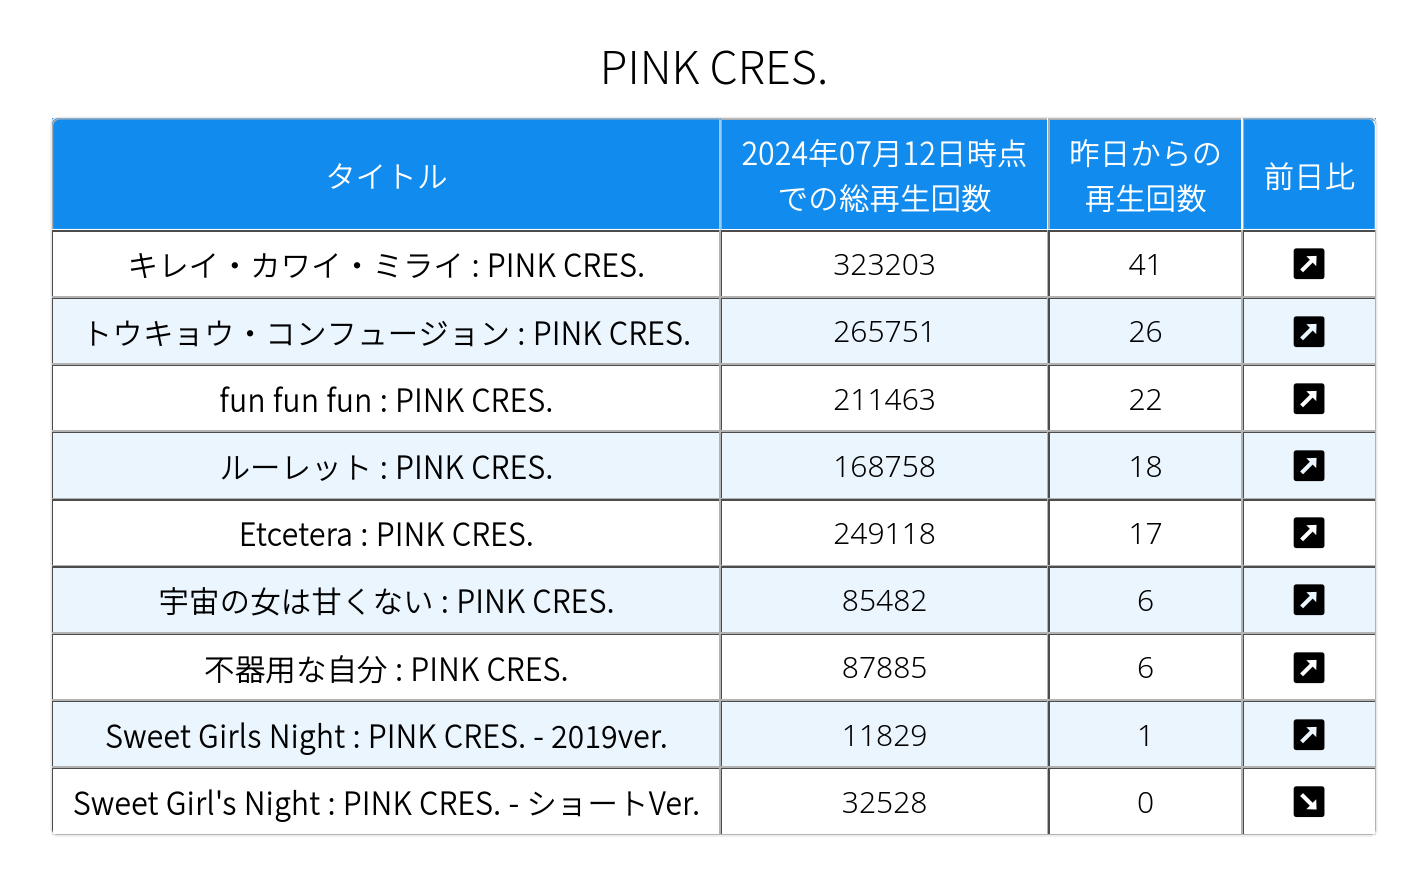 PINK CRES.
タイトル 2024年07月12日時点での総再生回数 昨日からの再生回数 前日比
キレイ・カワイ・ミライ : PINK CRES. 323203 41
トウキョウ・コンフュージョン : PINK CRES. 265751 26
fun fun fun : PINK CRES. 211463 22
ルーレット : PINK CRES. 168758 18
Etcetera : PINK CRES. 249118 17
宇宙の女は甘くない : PINK CRES. 85482 6
不器用な自分 : PINK CRES. 87885 6
Sweet Girls Night : PINK CRES. - 2019ver. 11829 1
Sweet Girl's Night : PINK CRES. - ショートVer. 32528 0